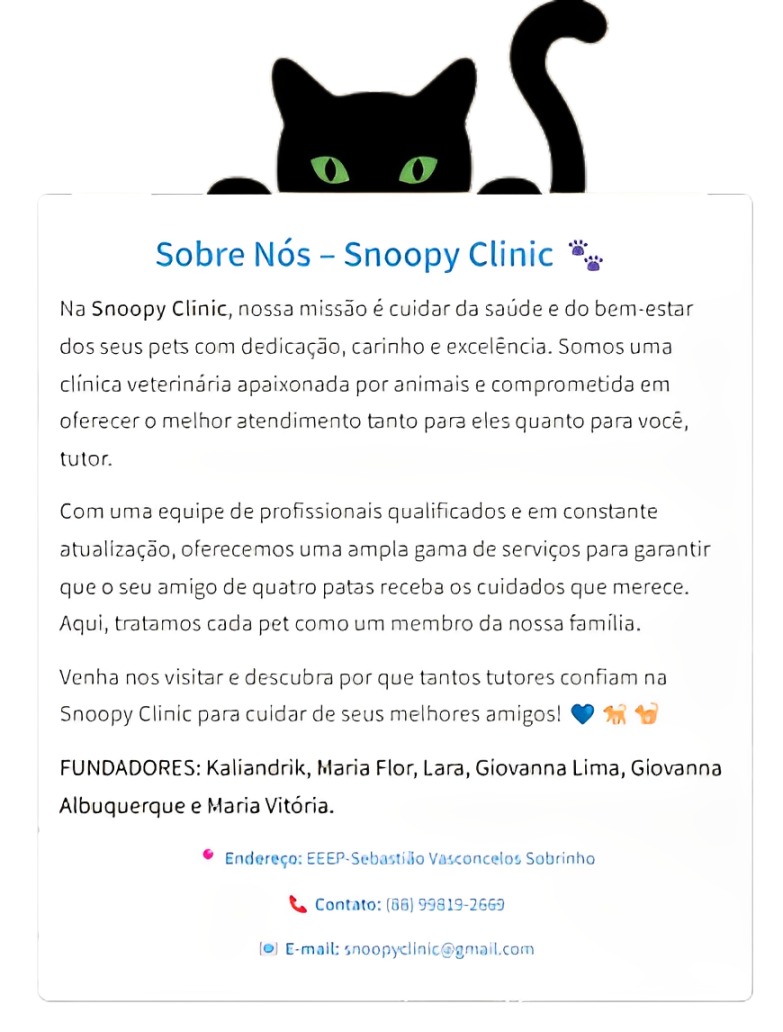 Sobre Nós – Snoopy Clinic 🐾
Na Snoopy Clinic, nossa missão é cuidar da saúde e do bem-estar
dos seus pets com dedicação, carinho e excelência. Somos uma
clínica veterinária apaixonada por animais e comprometida em
oferecer o melhor atendimento tanto para eles quanto para você,
tutor.
Com uma equipe de profissionais qualificados e em constante
atualização, oferecemos uma ampla gama de serviços para garantir
que o seu amigo de quatro patas receba os cuidados que merece.
Aqui, tratamos cada pet como um membro da nossa família.
Venha nos visitar e descubra por que tantos tutores confiam na
Snoopy Clinic para cuidar de seus melhores amigos! 💙 🐕 🐈
FUNDADORES: Kaliandrik, Maria Flor, Lara, Giovanna Lima, Giovanna
Albuquerque e Maria Vitória.
📍 Endereço: EEEP-Sebastião Vasconcelos Sobrinho
📞 Contato: (88) 99819-2669
📧 E-mail: snoopyclinic@gmail.com